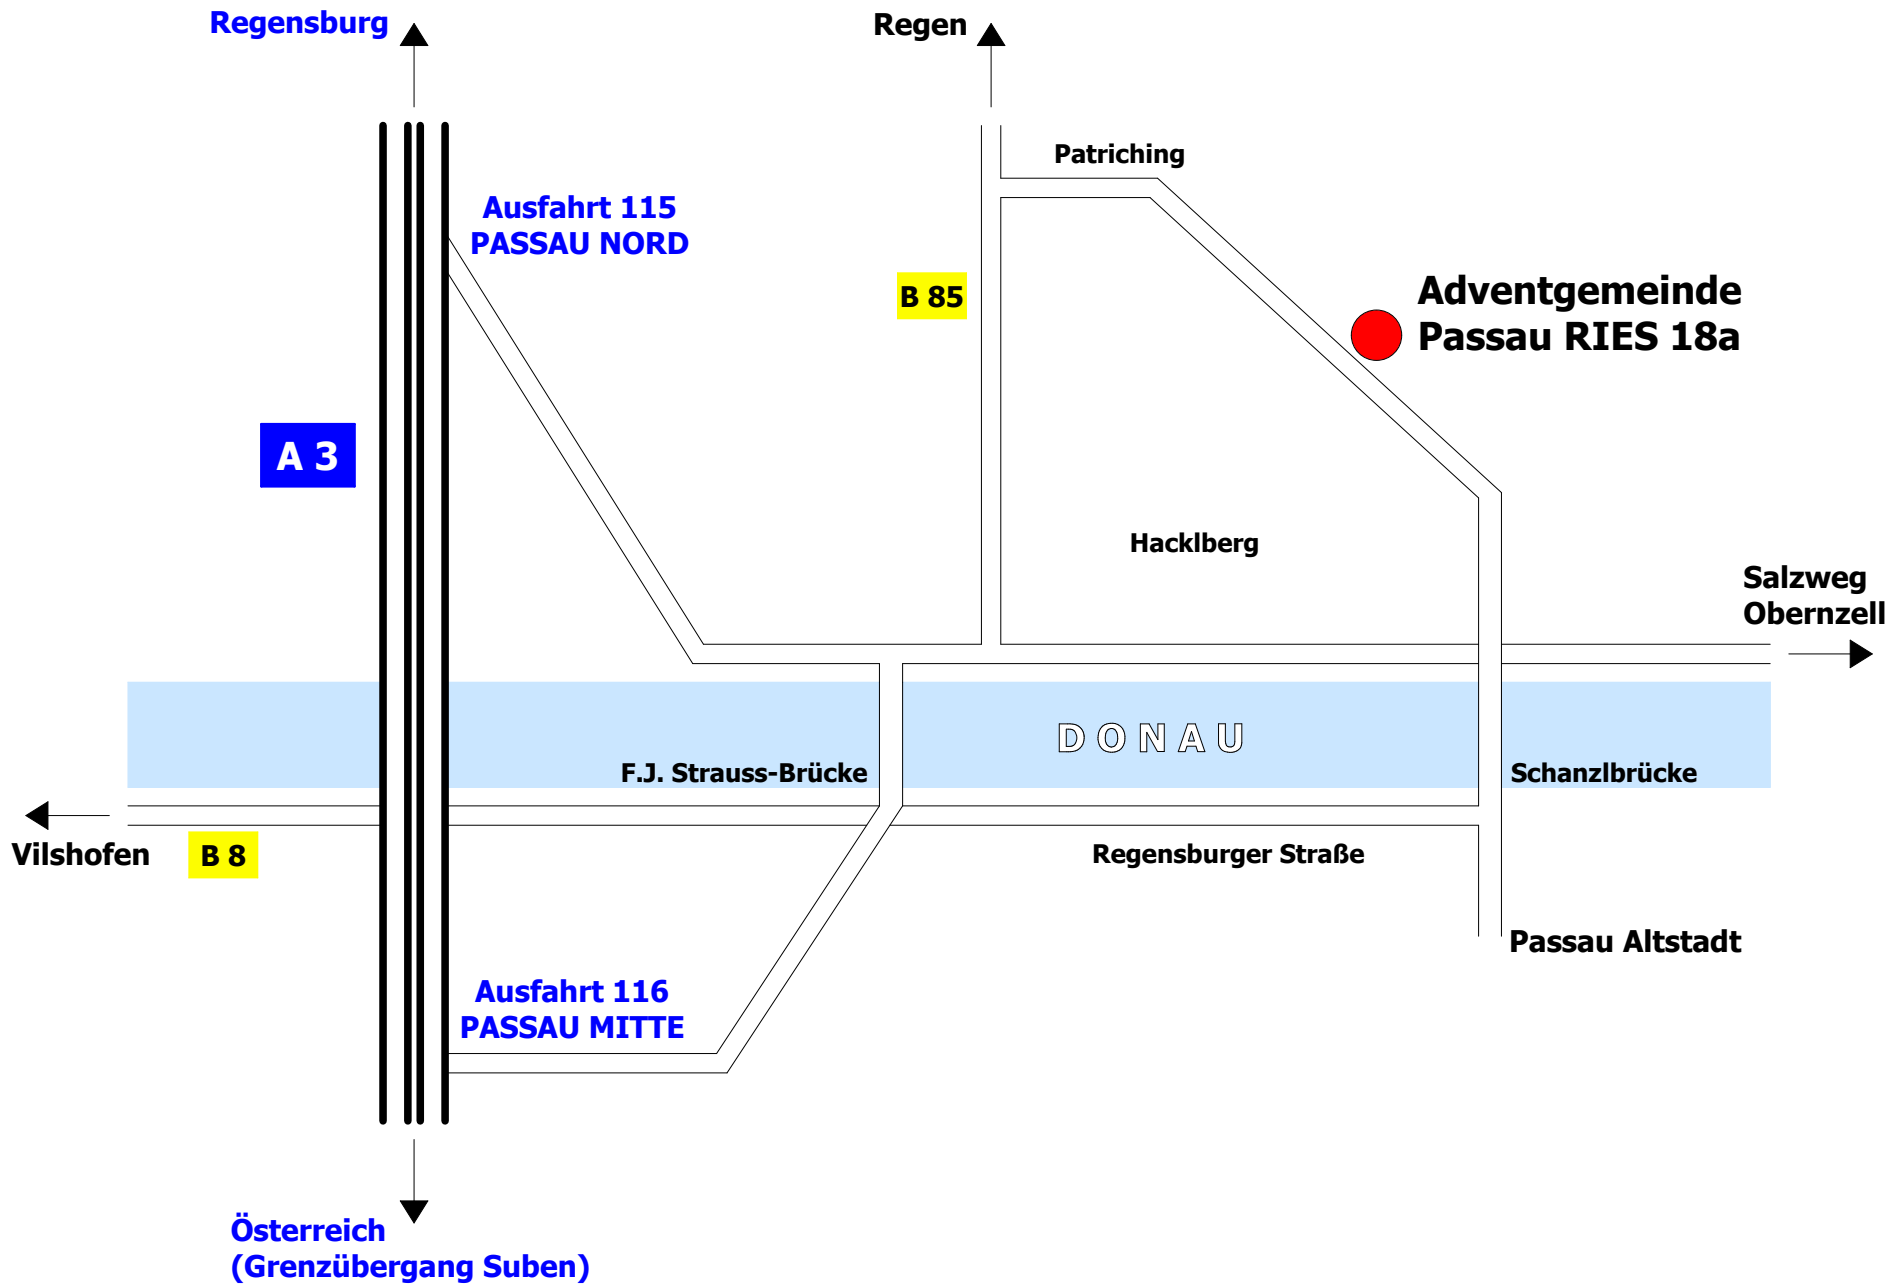 Regensburg
Regen
Patriching
Ausfahrt 115
PASSAU NORD
B 85
Adventgemeinde
Passau RIES 18a
A 3
Hacklberg
Salzweg
Obernzell
D O N A U
F.J. Strauss-Brücke
Schanzlbrücke
Vilshofen
B 8
Regensburger Straße
Passau Altstadt
Ausfahrt 116
PASSAU MITTE
Österreich
(Grenzübergang Suben)